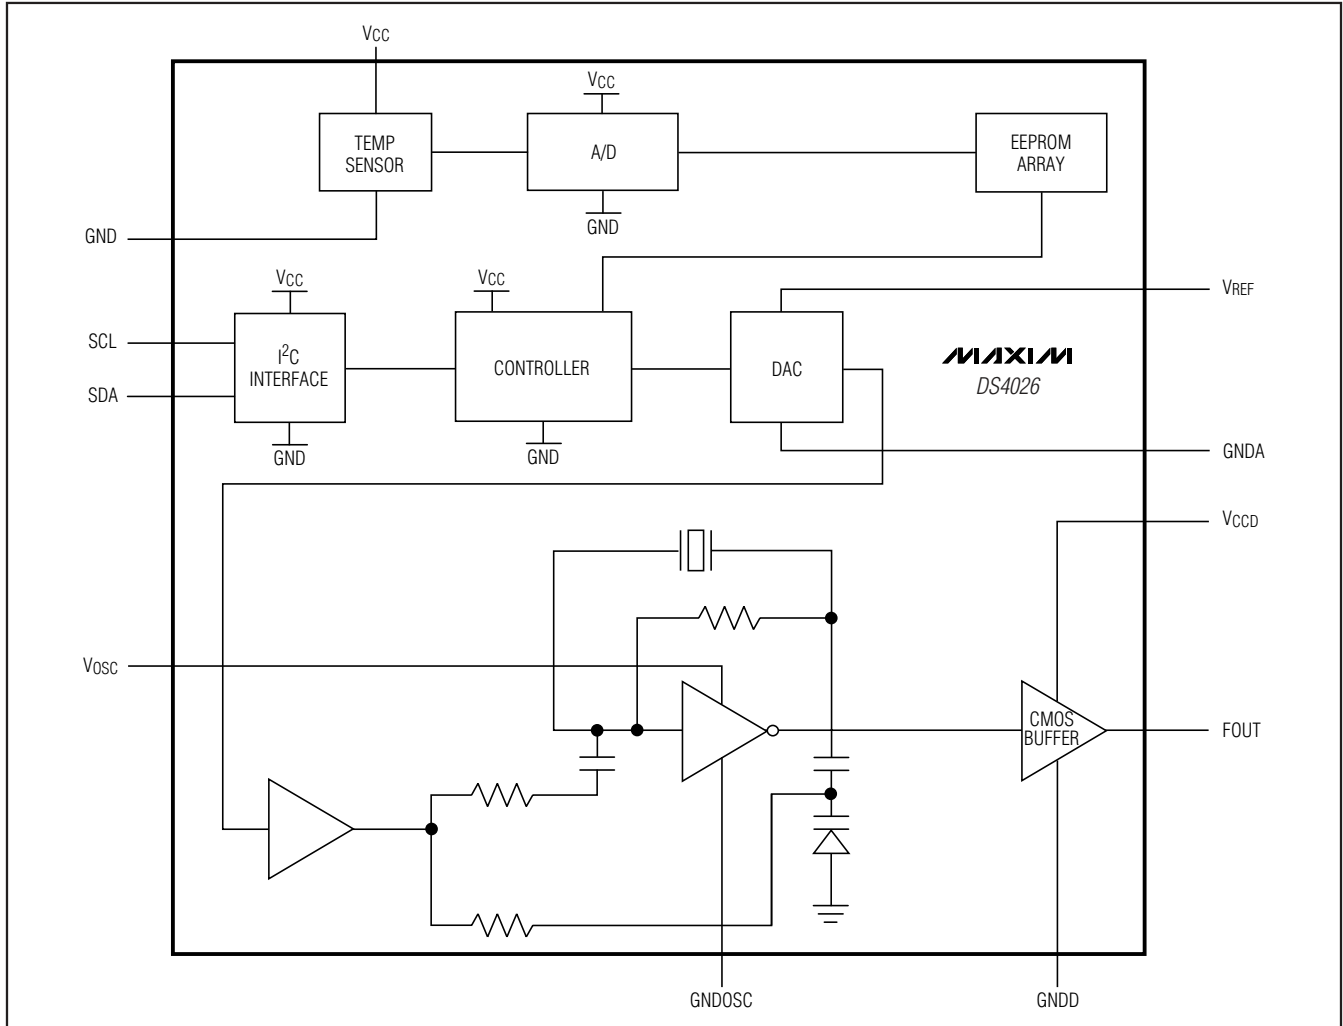 VCC
VCC
TEMP
SENSOR
A/D
EEPROM
ARRAY
GND
GND
VCC
VCC
VREF
SCL
I2C
INTERFACE
CONTROLLER
DAC
MAXIM
DS4026
SDA
GND
GND
GNDA
VCCD
VOSC
CMOS
BUFFER
FOUT
GNDOSC
GNDD